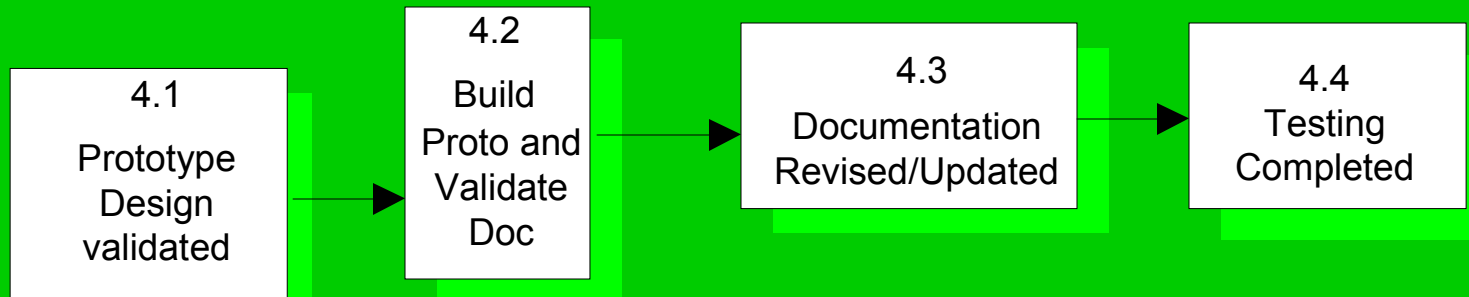 4.1
Prototype
Design
validated
4.2
Build
Proto and
Validate
Doc
4.3
Documentation
Revised/Updated
4.4
Testing
Completed